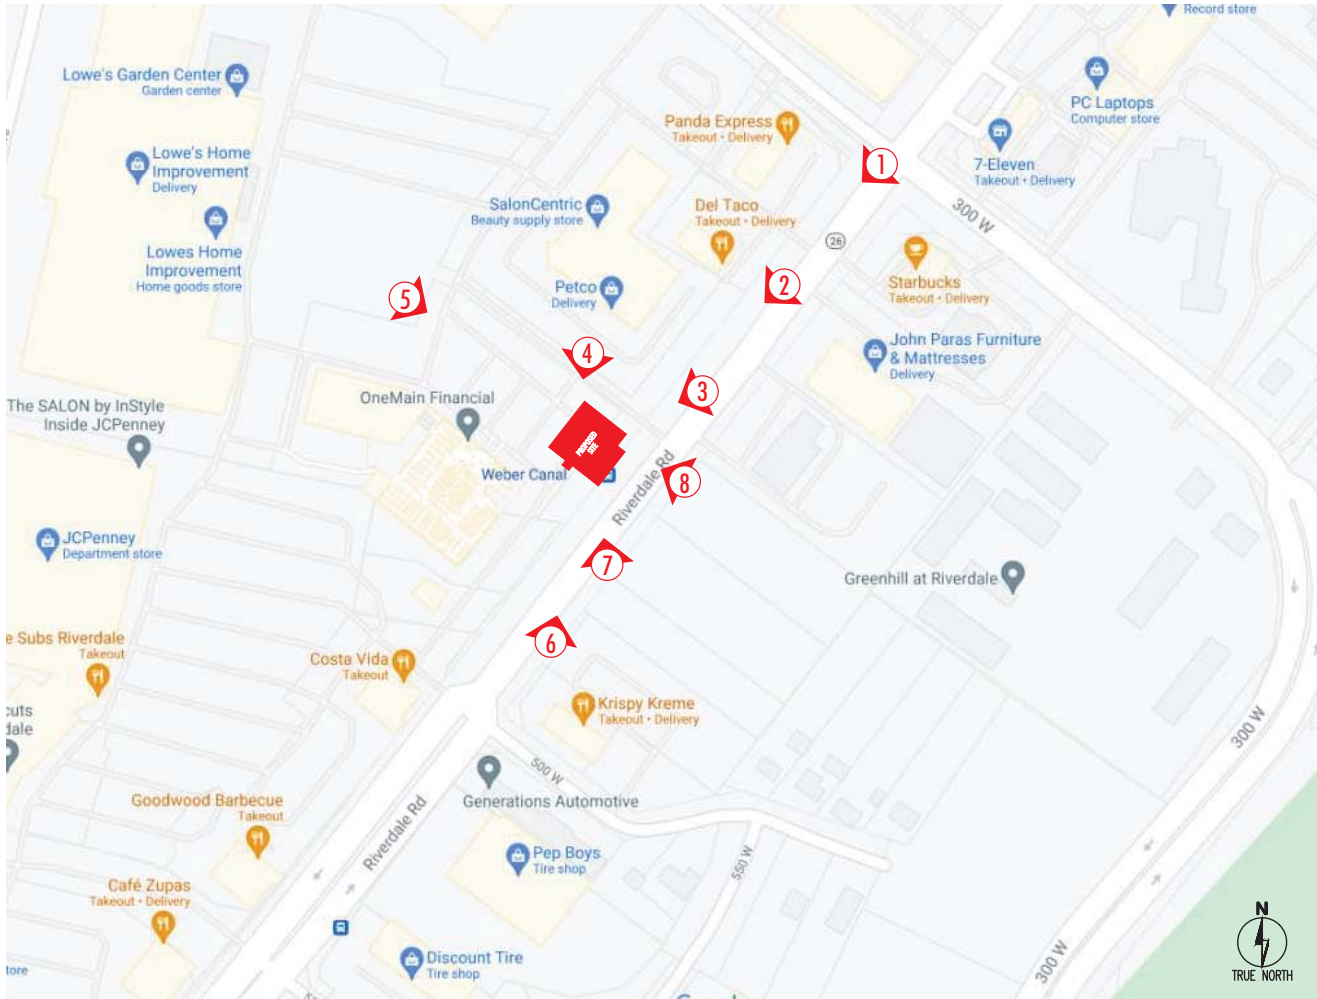 Record store
Lowe's Garden Center
Garden center
PC Laptops
Computer store
Panda Express
Takeout • Delivery
Lowe's Home
Improvement
Delivery
1
7-Eleven
Takeout • Delivery
SalonCentric
Beauty supply store
Del Taco
Takeout • Delivery
300 W
26
Lowes Home
Improvement
Home goods store
Starbucks
Takeout • Delivery
2
Petco
Delivery
5
John Paras Furniture
& Mattresses
Delivery
4
3
OneMain Financial
The SALON by InStyle
Inside JCPenney
PROPOSED
SITE
Weber Canal
Riverdale Rd
8
JCPenney
Department store
7
Greenhill at Riverdale
6
e Subs Riverdale
Takeout
Costa Vida
Takeout
Krispy Kreme
Takeout • Delivery
cuts
dale
300 W
500 W
Generations Automotive
Goodwood Barbecue
Takeout
Riverdale Rd
Pep Boys
Tire shop
550 W
Café Zupas
Takeout • Delivery
N
TRUE NORTH
Discount Tire
Tire shop
300 W
tore